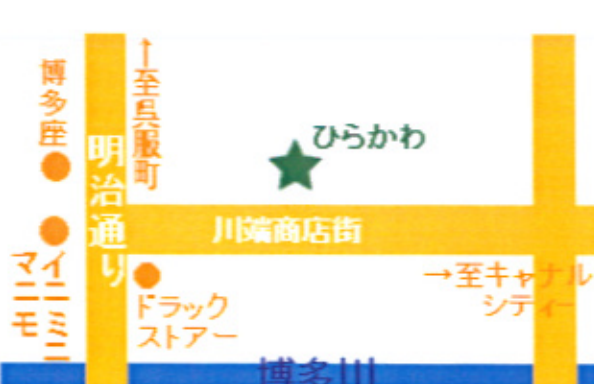 博多座
←至呉服町
明治通り
ひらかわ
川端商店街
イニミニ
マニモ
ドラック
ストアー
→至キャナル
シティー
博多川